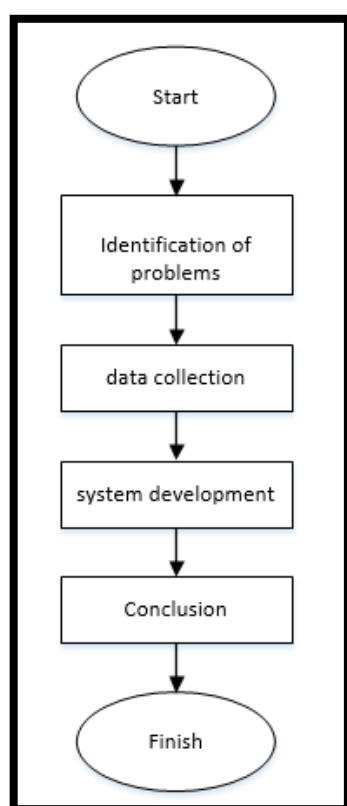 Start
Identification of
problems
data collection
system development
Conclusion
Finish